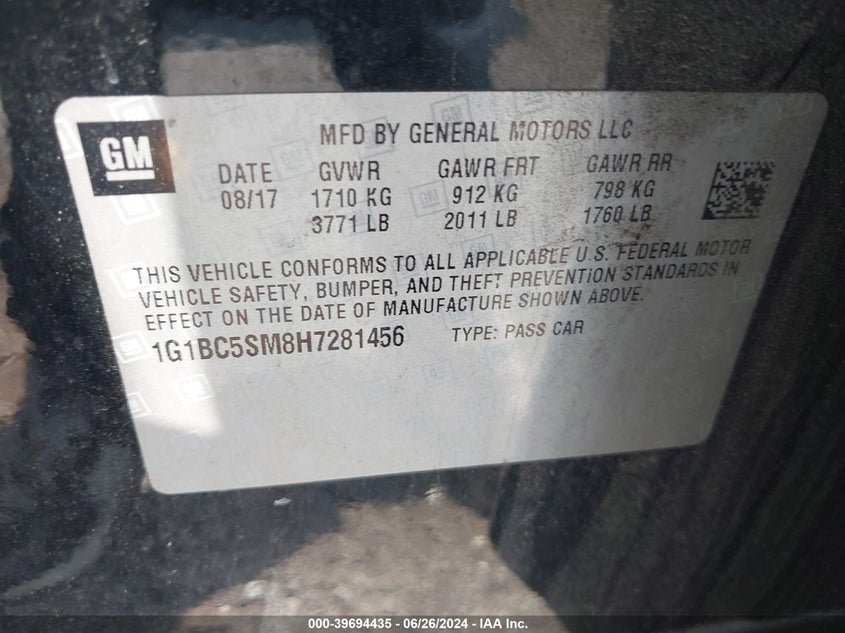 GM
MFD BY GENERAL MOTORS LLC
DATE GVWR GAWR FRT GAWR RR
08/17 1710 KG 912 KG 798 KG
3771 LB 2011 LB 1760 LB
THIS VEHICLE CONFORMS TO ALL APPLICABLE U.S. FEDERAL MOTOR
VEHICLE SAFETY, BUMPER, AND THEFT PREVENTION STANDARDS IN
EFFECT ON THE DATE OF MANUFACTURE SHOWN ABOVE.
1G1BC5SM8H7281456 TYPE: PASS CAR
000-39694435 - 06/26/2024 - IAA Inc.